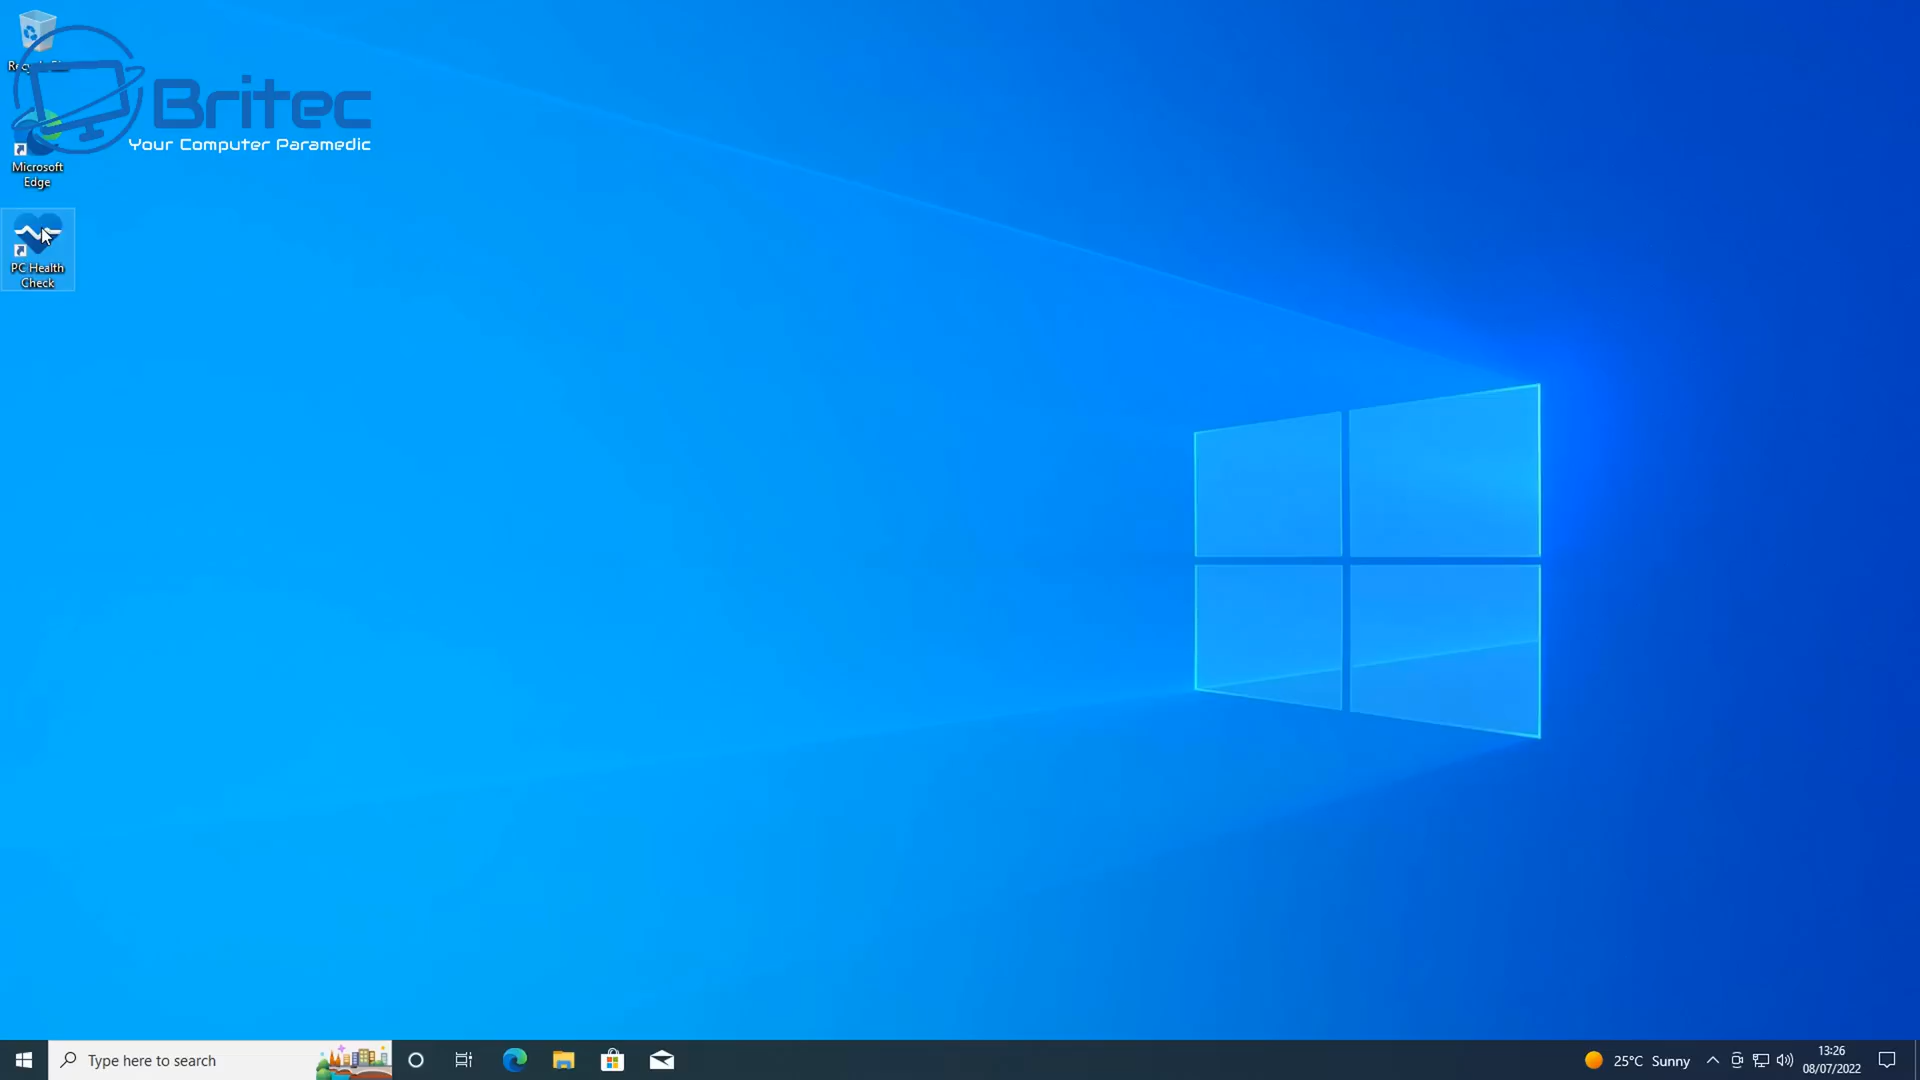 Britec
Your Computer Paramedic
Microsoft
Edge
PC Health
Check
Type here to search
25°C Sunny
13:26
08/07/2022